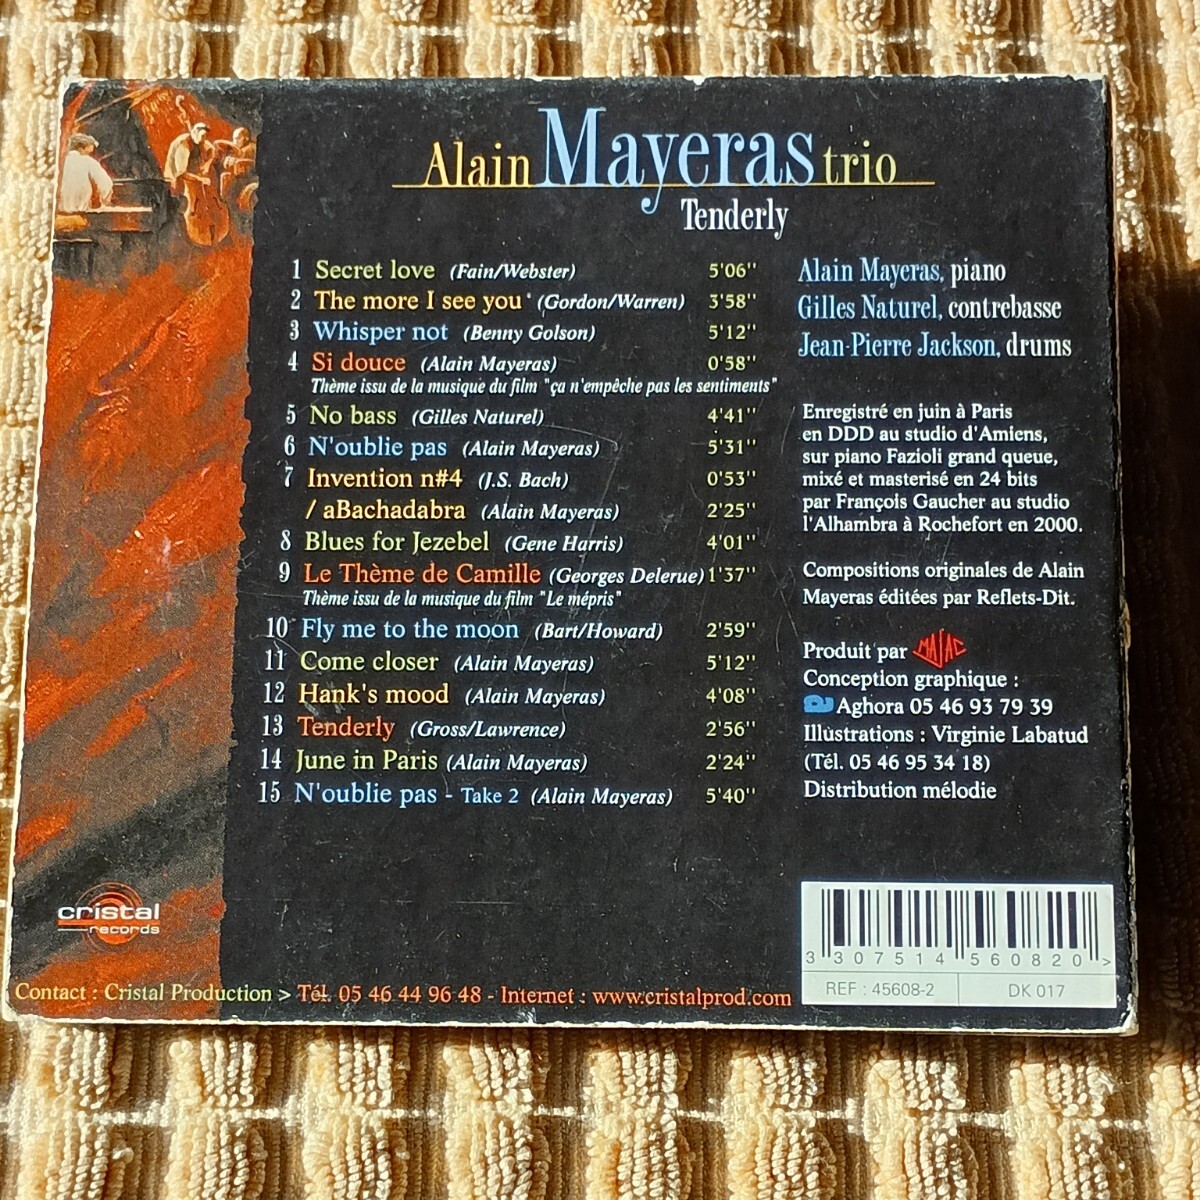 Alain Mayeras trio
Tenderly
1 Secret love (Fain/Webster) 5'06"
2 The more I see you (Gordon/Warren) 3'58"
3 Whisper not (Benny Golson) 5'12"
4 Si douce (Alain Mayeras) 0'58"
Thème issu de la musique du film "ça n'empêche pas les sentiments"
5 No bass (Gilles Naturel) 4'41"
6 N'oublie pas (Alain Mayeras) 5'31"
7 Invention n#4 (J.S. Bach) 0'53"
/ aBachadabra (Alain Mayeras) 2'25"
8 Blues for Jezebel (Gene Harris) 4'01"
9 Le Thème de Camille (Georges Delerue) 1'37"
Thème issu de la musique du film "Le mépris"
10 Fly me to the moon (Bart/Howard) 2'59"
11 Come closer (Alain Mayeras) 5'12"
12 Hank's mood (Alain Mayeras) 4'08"
13 Tenderly (Gross/Lawrence) 2'56"
14 June in Paris (Alain Mayeras) 2'24"
15 N'oublie pas - Take 2 (Alain Mayeras) 5'40"
Alain Mayeras, piano
Gilles Naturel, contrebasse
Jean-Pierre Jackson, drums
Enregistré en juin à Paris
en DDD au studio d'Amiens,
sur piano Fazioli grand queue,
mixé et masterisé en 24 bits
par François Gaucher au studio
l'Alhambra à Rochefort en 2000.
Compositions originales de Alain
Mayeras éditées par Reflets-Dit.
Produit par MAJAC
Conception graphique :
Aghora 05 46 93 79 39
Illustrations : Virginie Labatud
(Tél. 05 46 95 34 18)
Distribution mélodie
cristal
records
Contact : Cristal Production > Tél. 05 46 44 96 48 - Internet : www.cristalprod.com
3 307514 560820 >
REF : 45608-2 DK 017